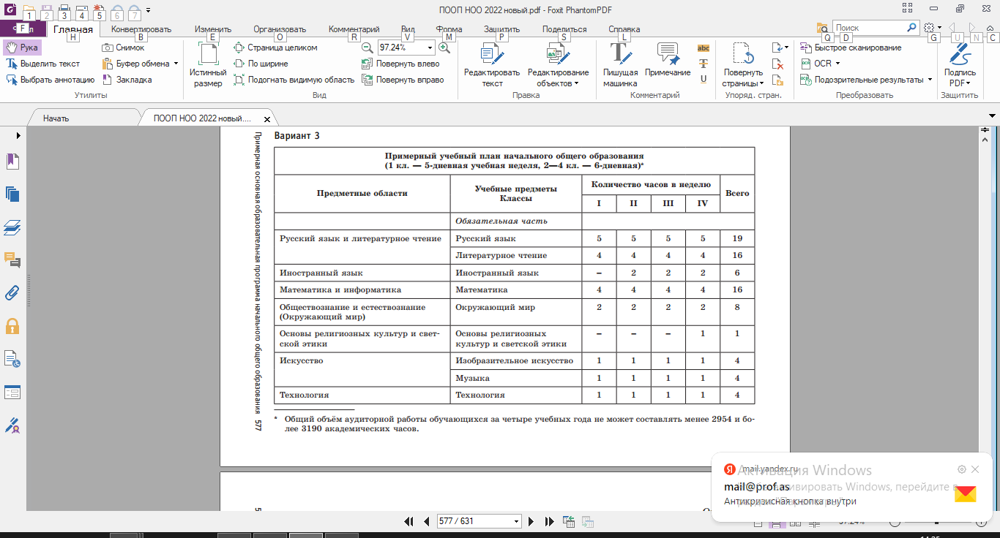 ПООП НОО 2022 новый.pdf - Foxit PhantomPDF
1 2 3 4 5 6 7
Главная Конвертировать Изменить Организовать Комментарий Вид Форма Защитить Поделиться Справка Поиск
F H B E O R V M P S L Q D G U N C
Рука Снимок Страница целиком 97.24% Быстрое сканирование
Выделить текст Буфер обмена По ширине Повернуть влево OCR
Выбрать аннотацию Закладка Подогнать видимую область Повернуть вправо Подозрительные результаты
Истинный размер
Редактировать текст
Редактирование объектов
Пишущая машинка
Примечание
Повернуть страницы
Подпись PDF
Утилиты Вид Правка Комментарий Упоряд. стран. Преобразовать Защитить
Начать ПООП НОО 2022 новый....
Примерная основная образовательная программа начального общего образования 577
Вариант 3
Примерный учебный план начального общего образования
(1 кл. — 5-дневная учебная неделя, 2—4 кл. — 6-дневная)*
Предметные области Учебные предметы Классы Количество часов в неделю Всего
I II III IV
Обязательная часть
Русский язык и литературное чтение Русский язык 5 5 5 5 19
Литературное чтение 4 4 4 4 16
Иностранный язык Иностранный язык – 2 2 2 6
Математика и информатика Математика 4 4 4 4 16
Обществознание и естествознание Окружающий мир 2 2 2 2 8
(Окружающий мир)
Основы религиозных культур и свет- Основы религиозных – – – 1 1
ской этики культур и светской этики
Искусство Изобразительное искусство 1 1 1 1 4
Музыка 1 1 1 1 4
Технология Технология 1 1 1 1 4
* Общий объём аудиторной работы обучающихся за четыре учебных года не может составлять менее 2954 и бо-
лее 3190 академических часов.
mail.yandex.ru
Активация Windows
mail@prof.as
активировать Windows, перейдите в
Антикризисная кнопка внутри
577 / 631
97.24%